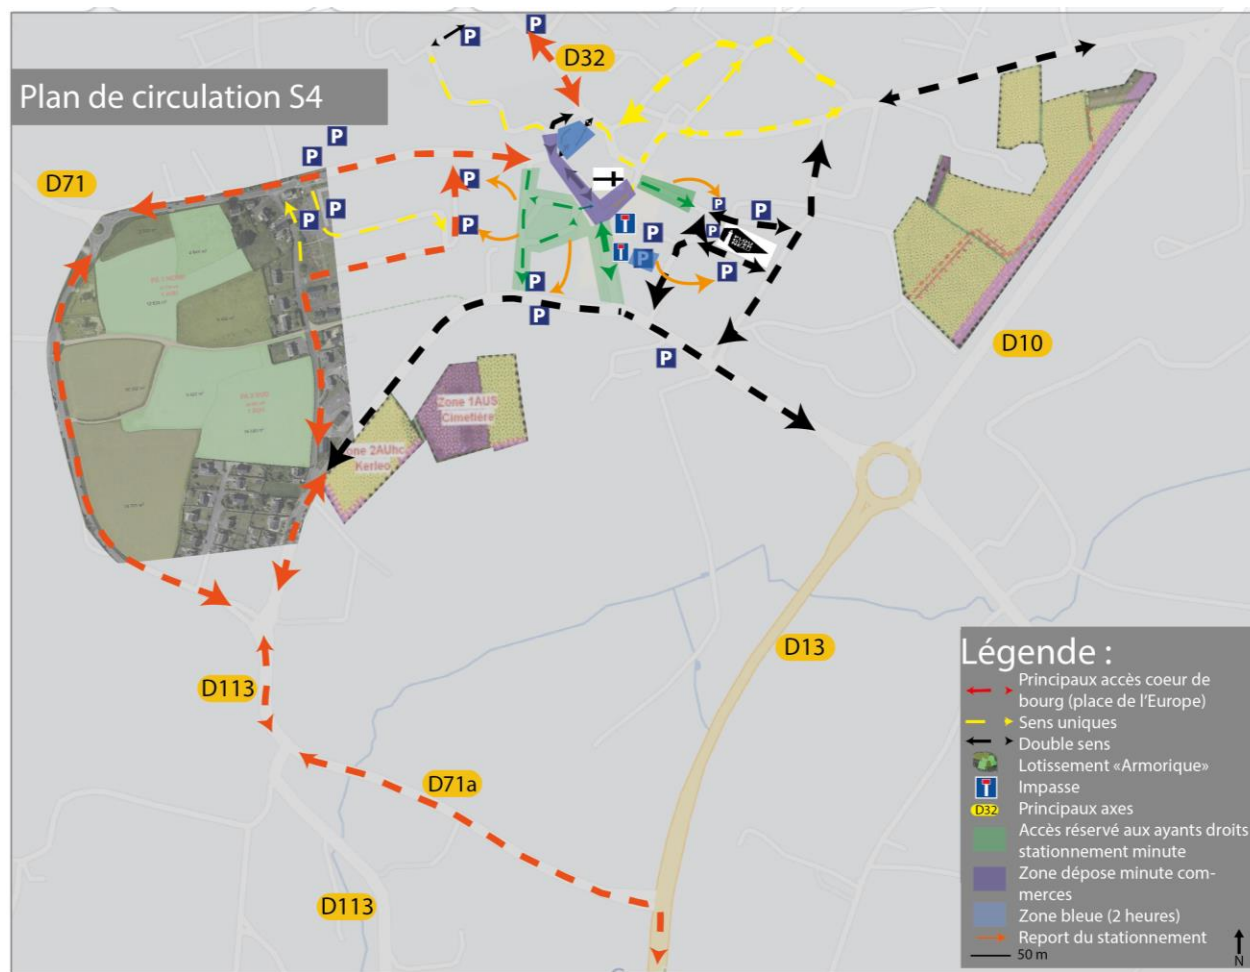 P
P
D32
Plan de circulation S4
P
P
P
D71
P
P
P
P
P
P
P
P
P
P
P
P
P
P
D10
Zone 1AUS
Cimetière
Zone 2AUhc
Kerleo
D113
D13
D71a
D113
Légende :
Principaux accès coeur de
bourg (place de l'Europe)
Sens uniques
Double sens
Lotissement «Armorique»
Impasse
D32 Principaux axes
Accès réservé aux ayants droits
stationnement minute
Zone dépose minute com-
merces
Zone bleue (2 heures)
Report du stationnement
50 m
N